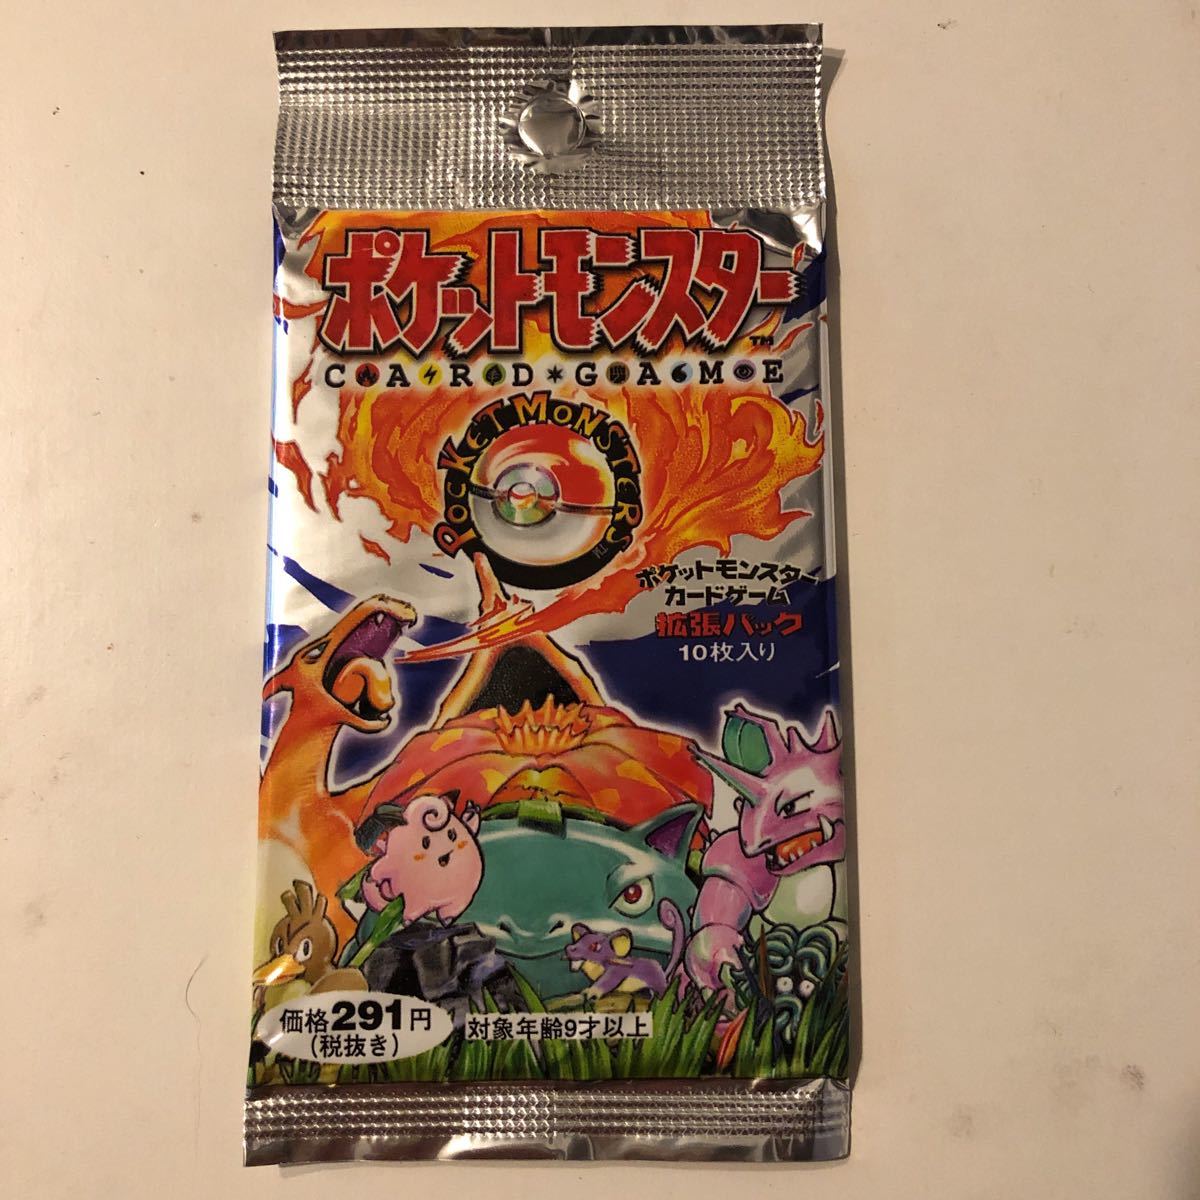 ポケットモンスター
TM
CARD GAME
POCKET MONSTERS
TM
ポケットモンスター
カードゲーム
拡張パック
10枚入り
価格291円
(税抜き)
対象年齢9才以上